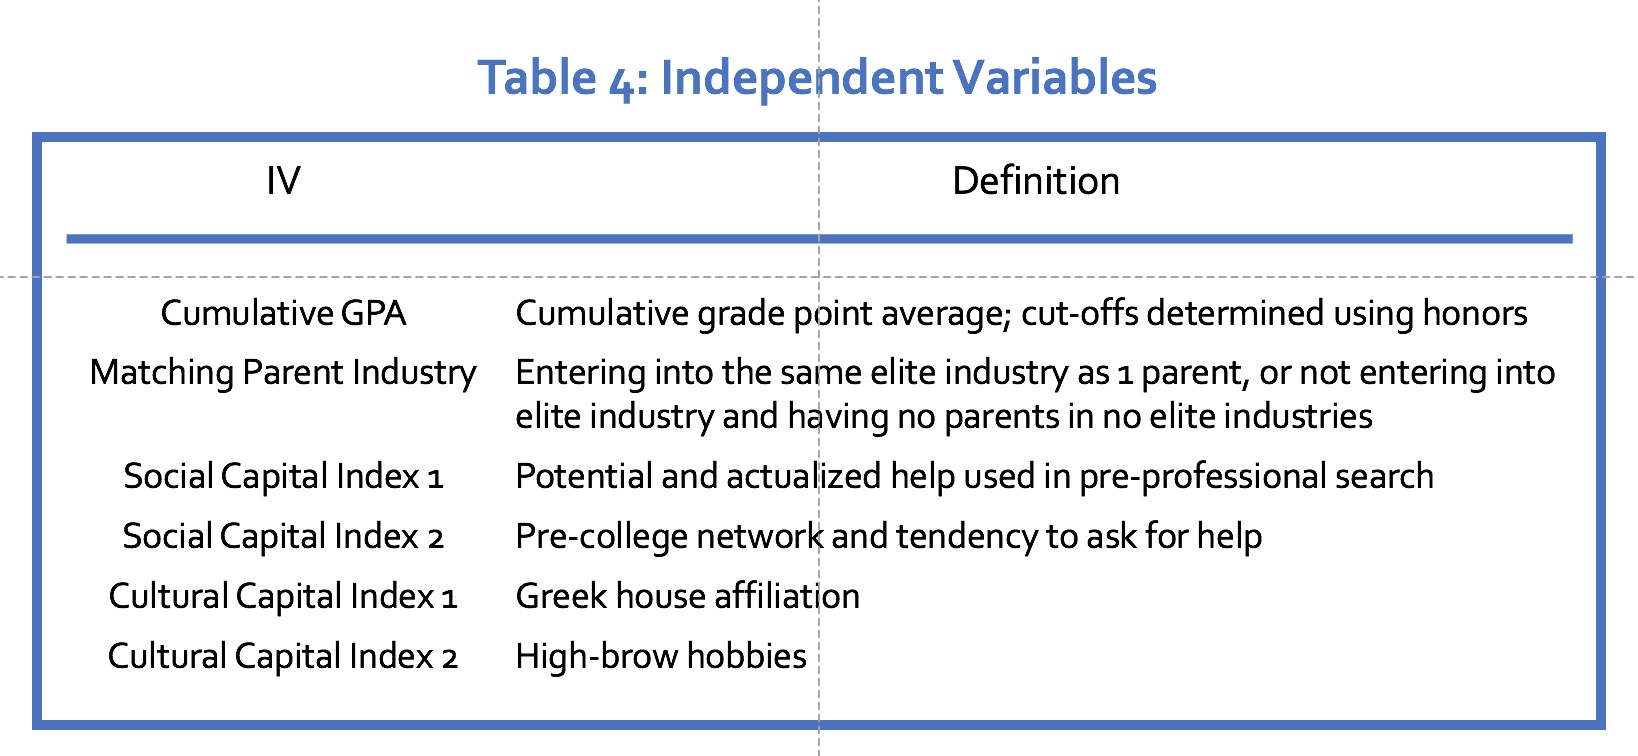 Table 4: Independent Variables
IV Definition
Cumulative GPA Cumulative grade point average; cut-offs determined using honors
Matching Parent Industry Entering into the same elite industry as 1 parent, or not entering into
elite industry and having no parents in no elite industries
Social Capital Index 1 Potential and actualized help used in pre-professional search
Social Capital Index 2 Pre-college network and tendency to ask for help
Cultural Capital Index 1 Greek house affiliation
Cultural Capital Index 2 High-brow hobbies